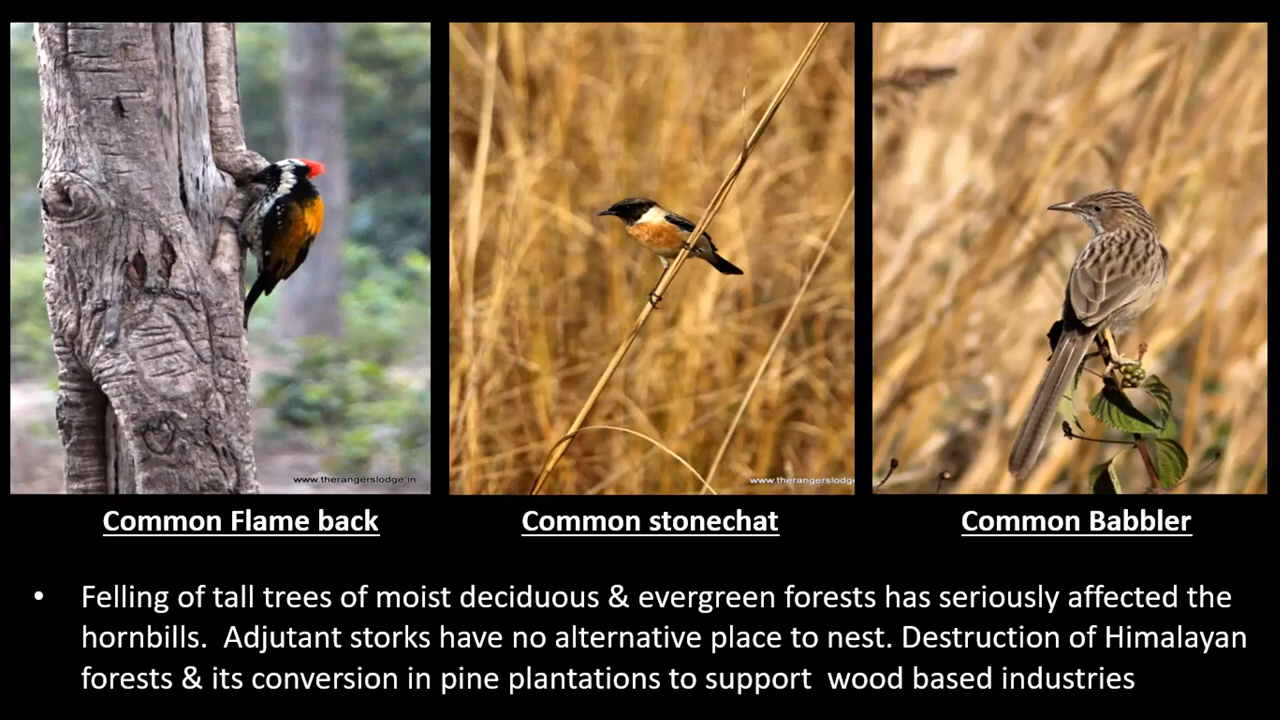 www.therangerslodge.in
www.therangerslodge
Common Flame back
Common stonechat
Common Babbler
• Felling of tall trees of moist deciduous & evergreen forests has seriously affected the
hornbills.  Adjutant storks have no alternative place to nest. Destruction of Himalayan
forests & its conversion in pine plantations to support  wood based industries